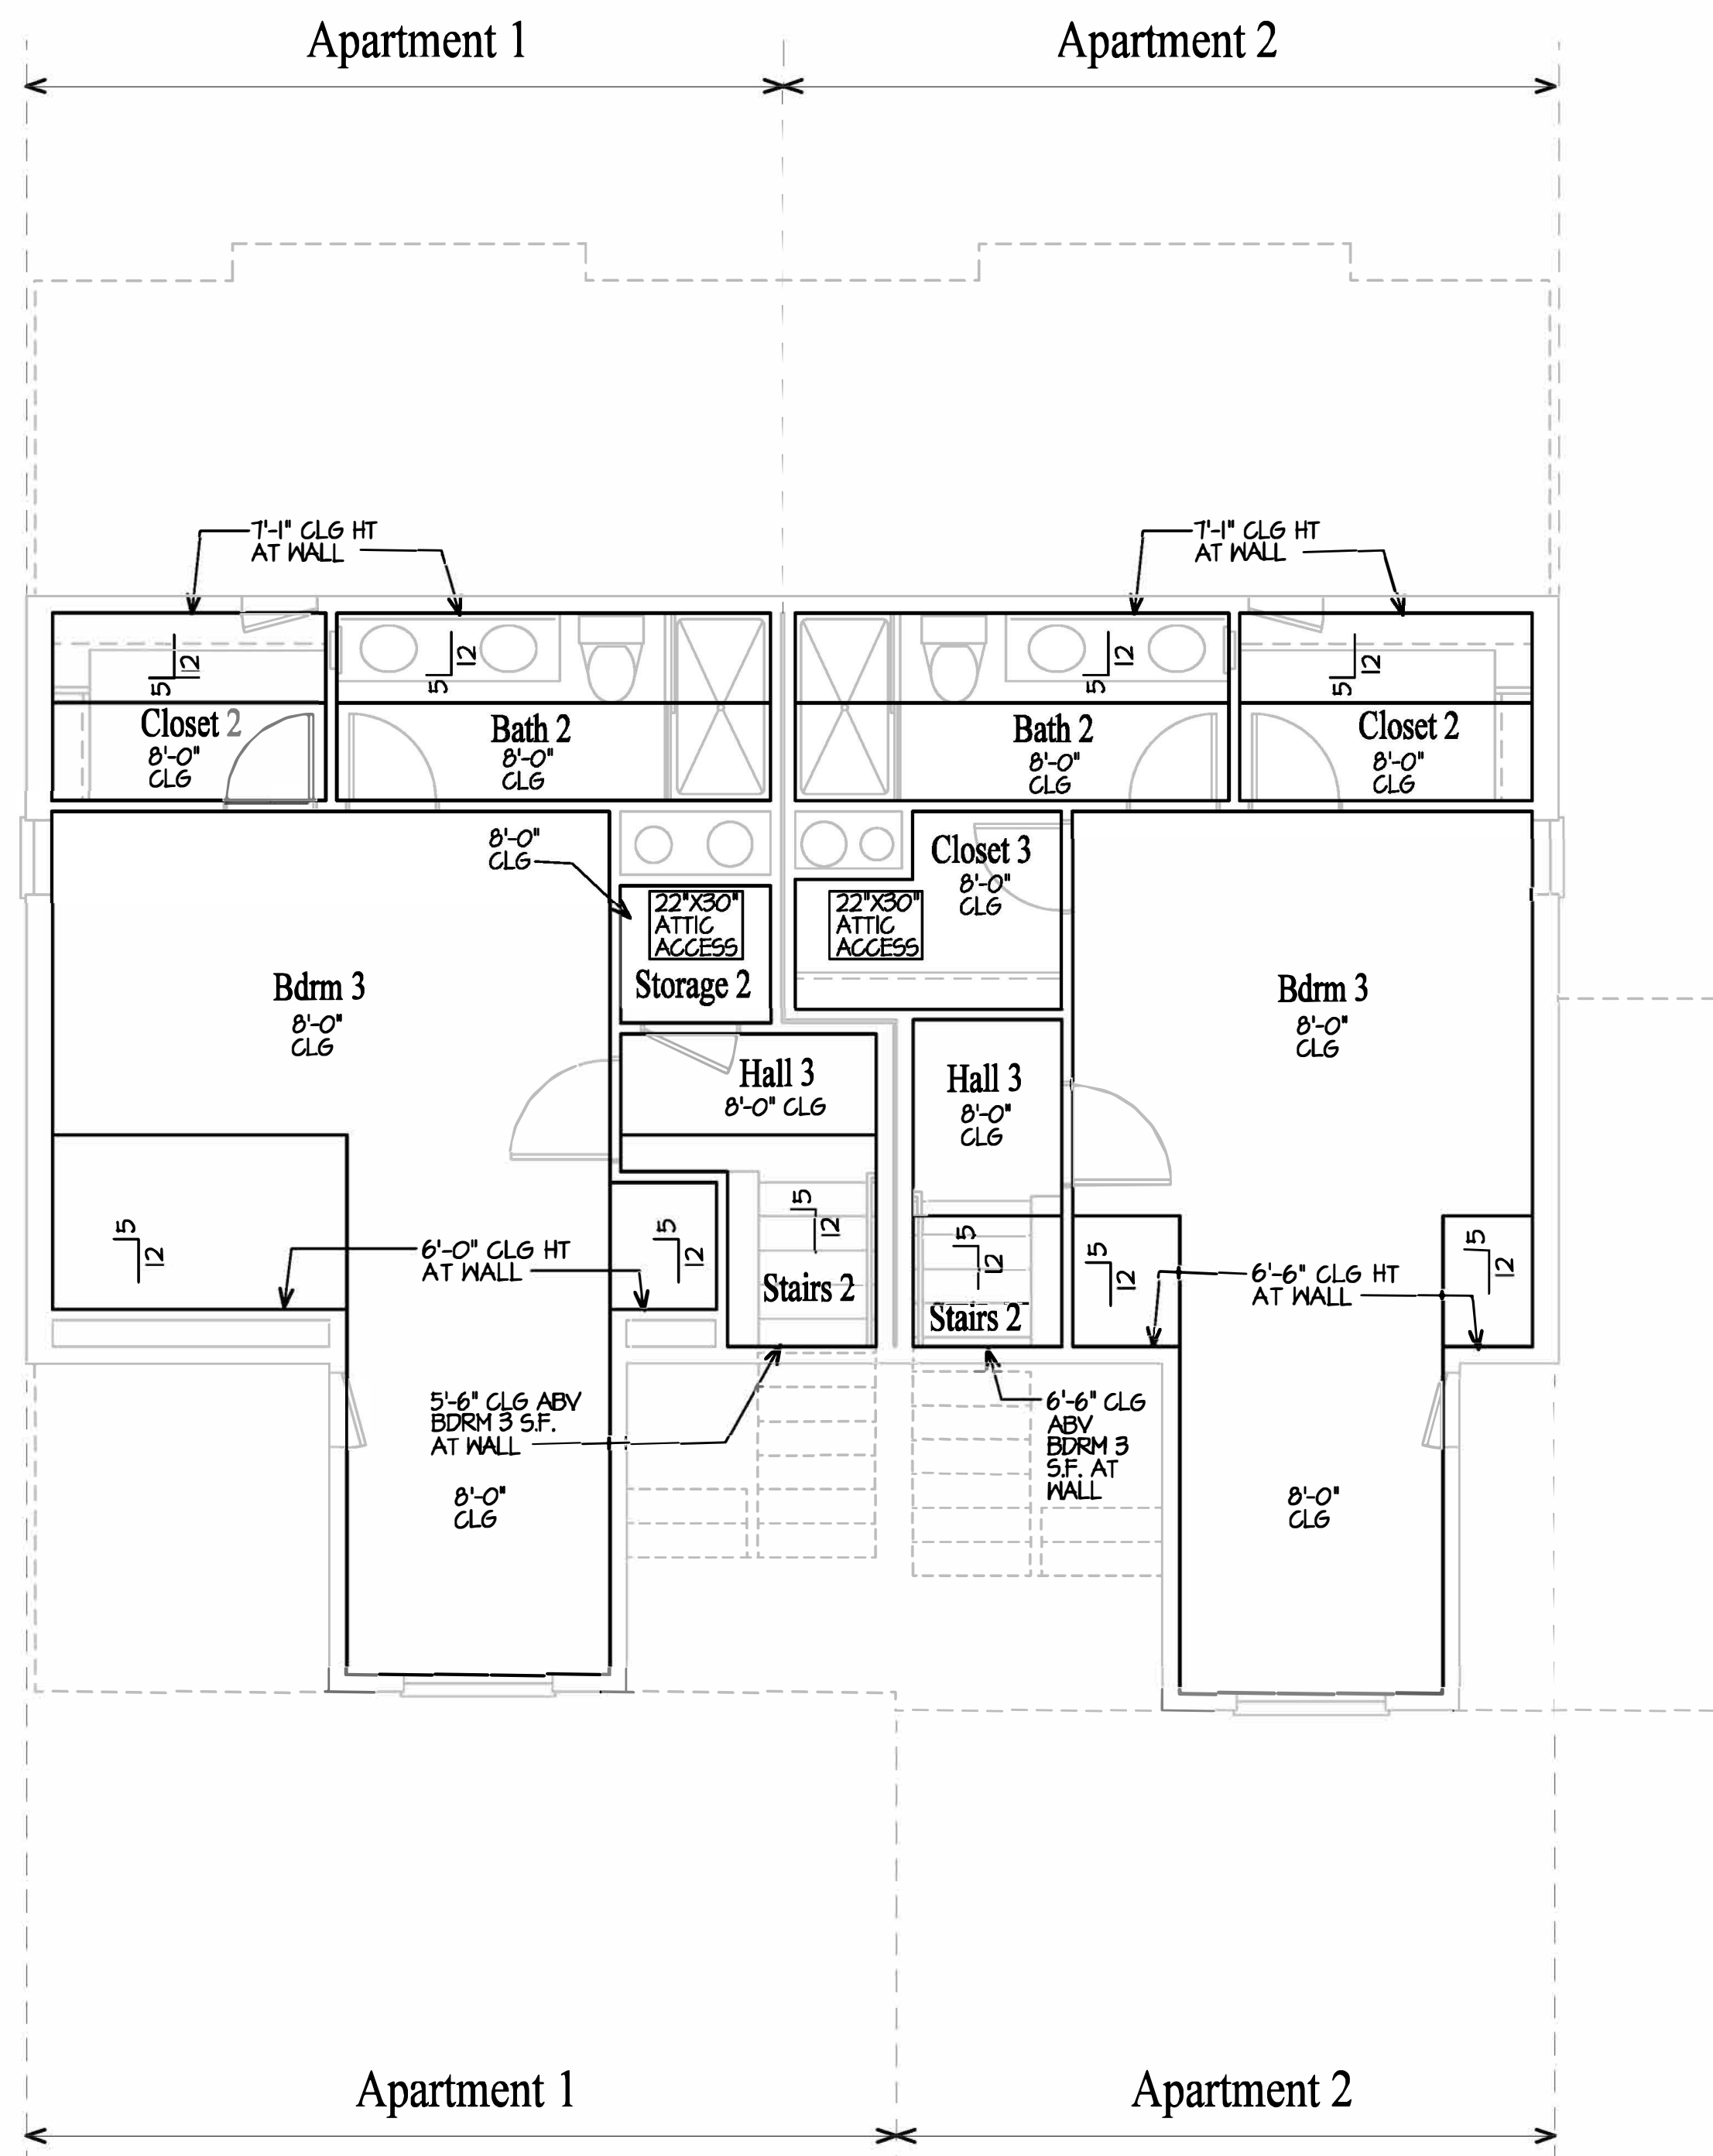 Apartment 1
Apartment 2
7'-1" CLG HT
AT WALL
7'-1" CLG HT
AT WALL
5
12
5
12
5
12
5
12
Closet 2
8'-0"
CLG
Bath 2
8'-0"
CLG
Bath 2
8'-0"
CLG
Closet 2
8'-0"
CLG
8'-0"
CLG
22"X30"
ATTIC
ACCESS
Storage 2
22"X30"
ATTIC
ACCESS
Closet 3
8'-0"
CLG
Bdrm 3
8'-0"
CLG
Bdrm 3
8'-0"
CLG
Hall 3
8'-0" CLG
Hall 3
8'-0"
CLG
5
12
6'-0" CLG HT
AT WALL
5
12
5
12
Stairs 2
5
12
Stairs 2
5
12
6'-6" CLG HT
AT WALL
5
12
5'-6" CLG ABV
BDRM 3 S.F.
AT WALL
6'-6" CLG
ABV
BDRM 3
S.F. AT
WALL
8'-0"
CLG
8'-0"
CLG
Apartment 1
Apartment 2